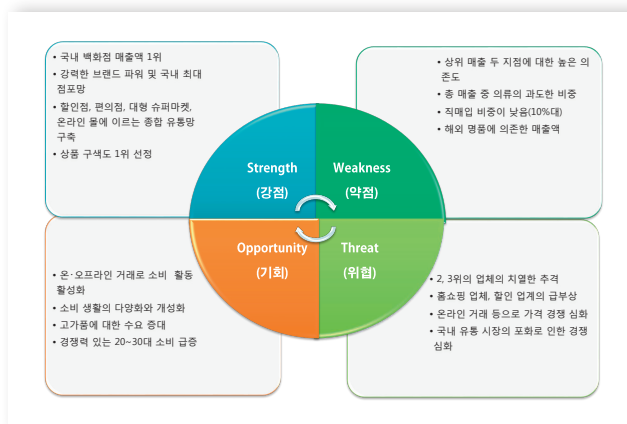 • 국내 백화점 매출액 1위
• 강력한 브랜드 파워 및 국내 최대
점포망
• 할인점, 편의점, 대형 슈퍼마켓,
온라인 몰에 이르는 종합 유통망
구축
• 상품 구색도 1위 선정
• 상위 매출 두 지점에 대한 높은 의
존도
• 총 매출 중 의류의 과도한 비중
• 직매입 비중이 낮음(10%대)
• 해외 명품에 의존한 매출액
Strength
(강점)
Weakness
(약점)
Opportunity
(기회)
Threat
(위협)
• 온·오프라인 거래로 소비 활동
활성화
• 소비 생활의 다양화와 개성화
• 고가품에 대한 수요 증대
• 경쟁력 있는 20~30대 소비 급증
• 2, 3위의 업체의 치열한 추격
• 홈쇼핑 업체, 할인 업계의 급부상
• 온라인 거래 등으로 가격 경쟁 심화
• 국내 유통 시장의 포화로 인한 경쟁
심화